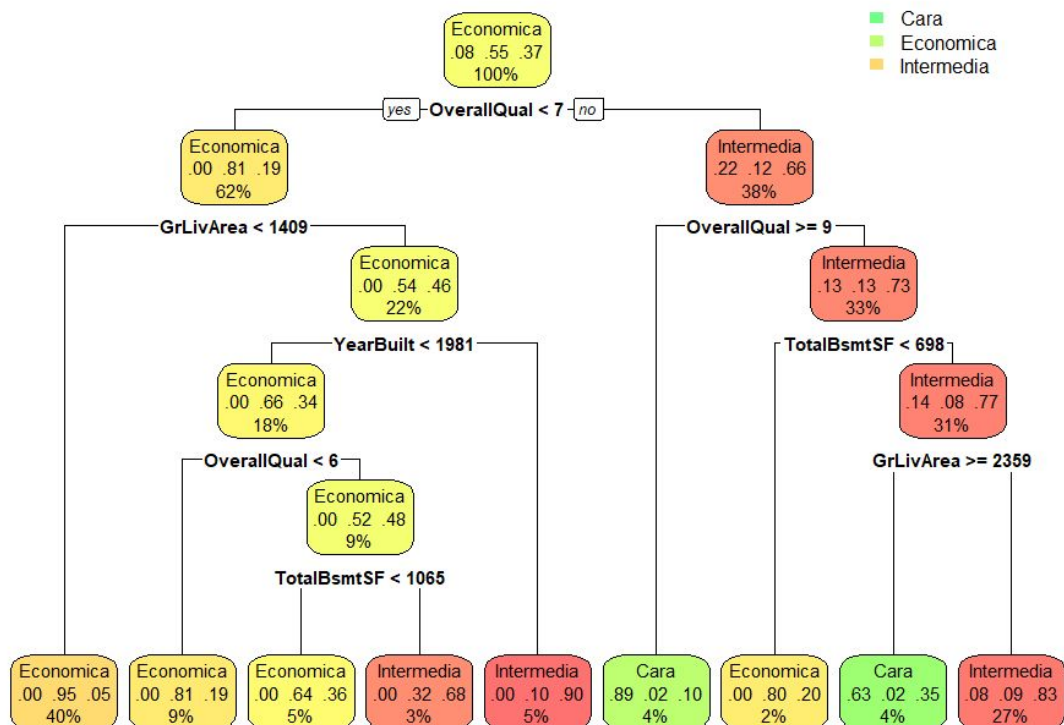 Economica
.08 .55 .37
100%
Cara
Economica
Intermedia
yes OverallQual < 7 no
Economica
.00 .81 .19
62%
Intermedia
.22 .12 .66
38%
GrLivArea < 1409
OverallQual >= 9
Economica
.00 .54 .46
22%
Intermedia
.13 .13 .73
33%
YearBuilt < 1981
TotalBsmtSF < 698
Economica
.00 .66 .34
18%
Intermedia
.14 .08 .77
31%
OverallQual < 6
GrLivArea >= 2359
Economica
.00 .52 .48
9%
TotalBsmtSF < 1065
Economica
.00 .95 .05
40%
Economica
.00 .81 .19
9%
Economica
.00 .64 .36
5%
Intermedia
.00 .32 .68
3%
Intermedia
.00 .10 .90
5%
Cara
.89 .02 .10
4%
Economica
.00 .80 .20
2%
Cara
.63 .02 .35
4%
Intermedia
.08 .09 .83
27%